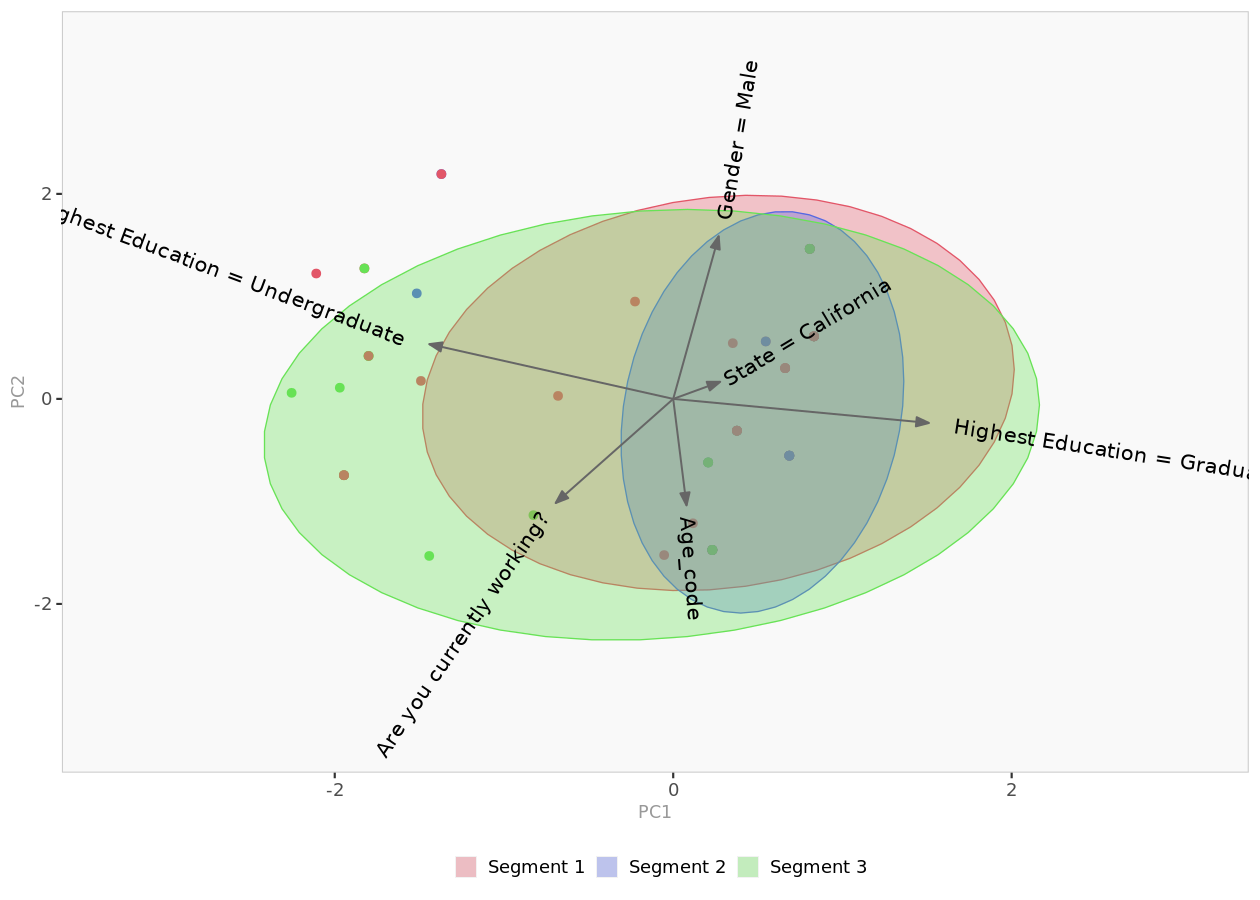 Gender = Male
2
ghest Education = Undergraduate
State = California
0
Highest Education = Gradua
PC2
Age_code
Are you currently working?
-2
-2
0
2
PC1
Segment 1
Segment 2
Segment 3